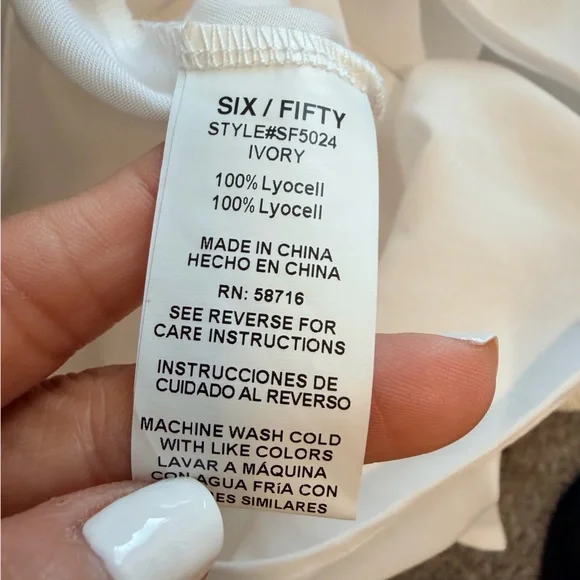 SIX / FIFTY
STYLE#SF5024
IVORY
100% Lyocell
100% Lyocell
MADE IN CHINA
HECHO EN CHINA
RN: 58716
SEE REVERSE FOR
CARE INSTRUCTIONS
INSTRUCCIONES DE
CUIDADO AL REVERSO
MACHINE WASH COLD
WITH LIKE COLORS
LAVAR A MÁQUINA
CON AGUA FRíA CON
SIMILARES